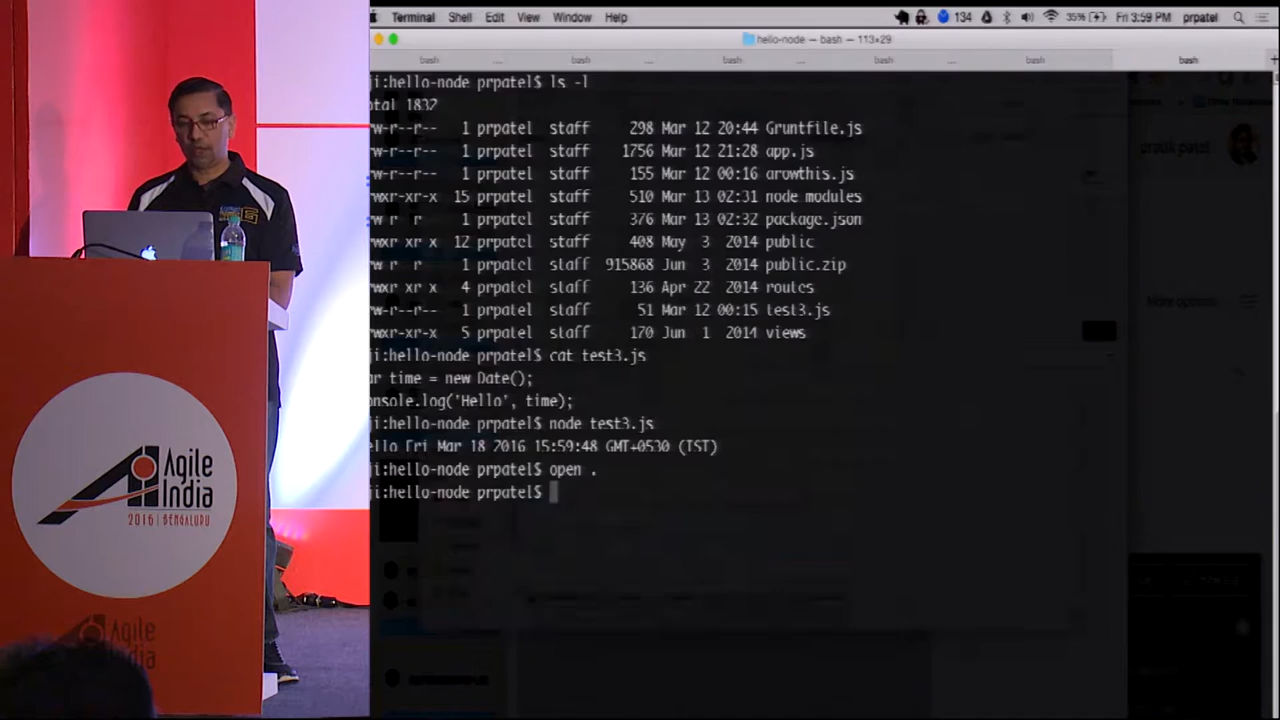 Terminal Shell Edit View Window Help 134 35% Fri 3:59 PM prpatel
hello-node — bash — 113×29
bash ... bash ... bash ... bash ... bash bash
ji:hello-node prpatel$ ls -l
otal 1832
rw-r--r-- 1 prpatel staff 298 Mar 12 20:44 Gruntfile.js
rw-r--r-- 1 prpatel staff 1756 Mar 12 21:28 app.js
rw-r--r-- 1 prpatel staff 155 Mar 12 00:16 arowthis.js
rwxr-xr-x 15 prpatel staff 510 Mar 13 02:31 node modules
rw r r 1 prpatel staff 376 Mar 13 02:32 package.json
rwxr xr x 12 prpatel staff 408 May 3 2014 public
rw r r 1 prpatel staff 915868 Jun 3 2014 public.zip
rwxr xr x 4 prpatel staff 136 Apr 22 2014 routes
rw-r--r-- 1 prpatel staff 51 Mar 12 00:15 test3.js
rwxr-xr-x 5 prpatel staff 170 Jun 1 2014 views
ji:hello-node prpatel$ cat test3.js
ar time = new Date();
onsole.log('Hello', time);
ji:hello-node prpatel$ node test3.js
ello Fri Mar 18 2016 15:59:48 GMT+0530 (IST)
ji:hello-node prpatel$ open .
ji:hello-node prpatel$
pratik patel
More options
Agile
India
2016 | BENGALURU
Agile
India